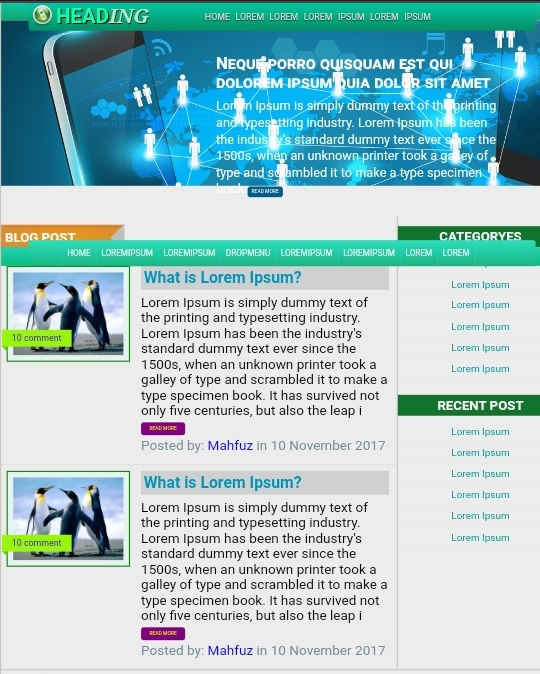 HEADING
HOME LOREM LOREM LOREM IPSUM LOREM IPSUM
Neque porro quisquam est qui
dolorem ipsum quia dolor sit amet
Lorem Ipsum is simply dummy text of the printing
and typesetting industry. Lorem Ipsum has been
the industry's standard dummy text ever since the
1500s, when an unknown printer took a galley of
type and scrambled it to make a type specimen
book.
READ MORE
BLOG POST
CATEGORYES
HOME LOREMIPSUM LOREMIPSUM DROPMENU LOREMIPSUM LOREMIPSUM LOREM LOREM
What is Lorem Ipsum?
10 comment
Lorem Ipsum is simply dummy text of
the printing and typesetting industry.
Lorem Ipsum has been the industry's
standard dummy text ever since the
1500s, when an unknown printer took a
galley of type and scrambled it to make a
type specimen book. It has survived not
only five centuries, but also the leap i
READ MORE
Posted by: Mahfuz in 10 November 2017
What is Lorem Ipsum?
10 comment
Lorem Ipsum is simply dummy text of
the printing and typesetting industry.
Lorem Ipsum has been the industry's
standard dummy text ever since the
1500s, when an unknown printer took a
galley of type and scrambled it to make a
type specimen book. It has survived not
only five centuries, but also the leap i
READ MORE
Posted by: Mahfuz in 10 November 2017
Lorem Ipsum
Lorem Ipsum
Lorem Ipsum
Lorem Ipsum
Lorem Ipsum
RECENT POST
Lorem Ipsum
Lorem Ipsum
Lorem Ipsum
Lorem Ipsum
Lorem Ipsum
Lorem Ipsum